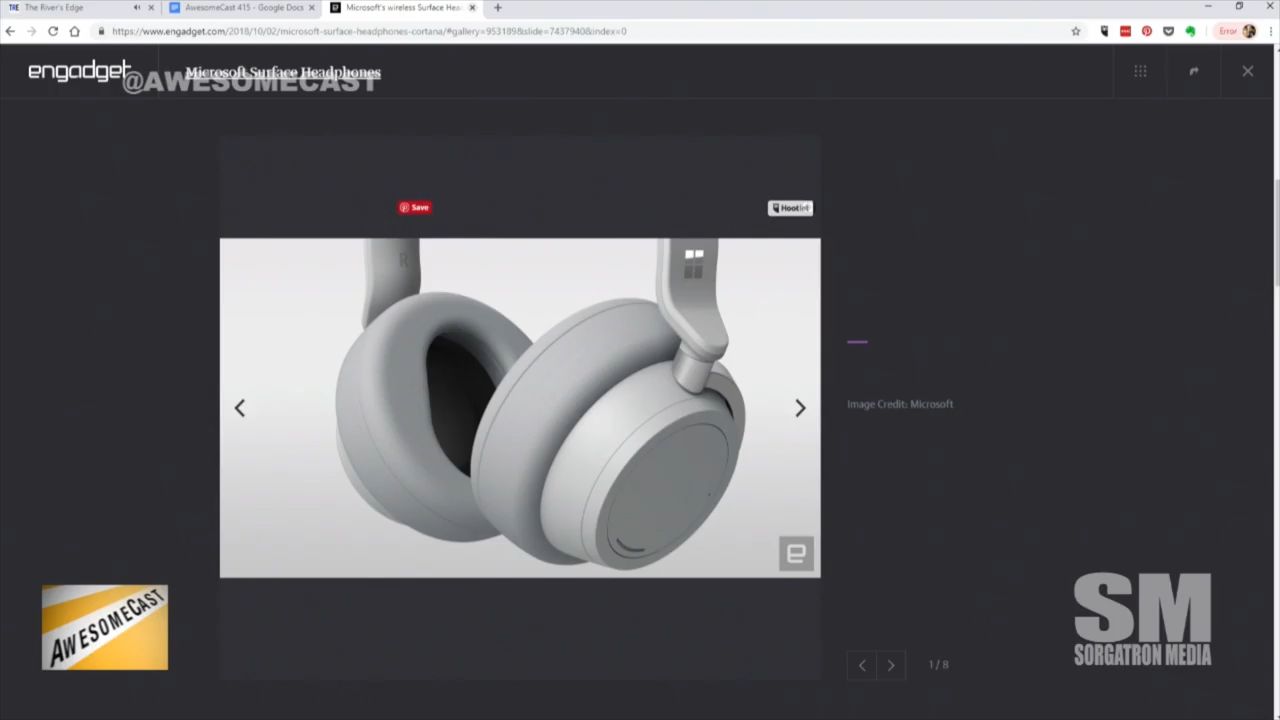 The River's Edge
AwesomeCast 415 - Google Docs
Microsoft's wireless Surface Hea
https://www.engadget.com/2018/10/02/microsoft-surface-headphones-cortana/#gallery=953189&slide=7437940&index=0
Error
engadget
Microsoft Surface Headphones
@AWESOMECAST
Save
Hootlet
R
Image Credit: Microsoft
AWESOMECAST
SM
SORGATRON MEDIA
1/8